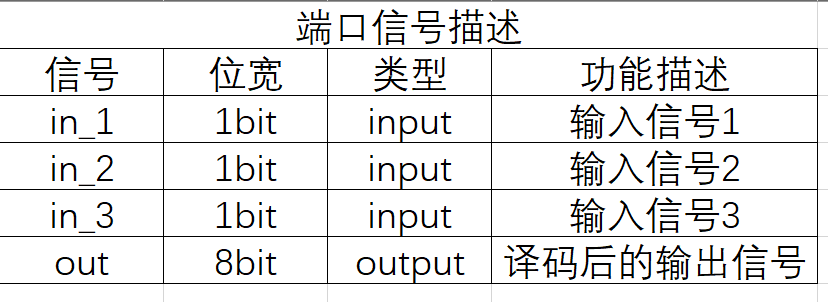 端口信号描述
信号 位宽 类型 功能描述
in_1 1bit input 输入信号1
in_2 1bit input 输入信号2
in_3 1bit input 输入信号3
out 8bit output 译码后的输出信号